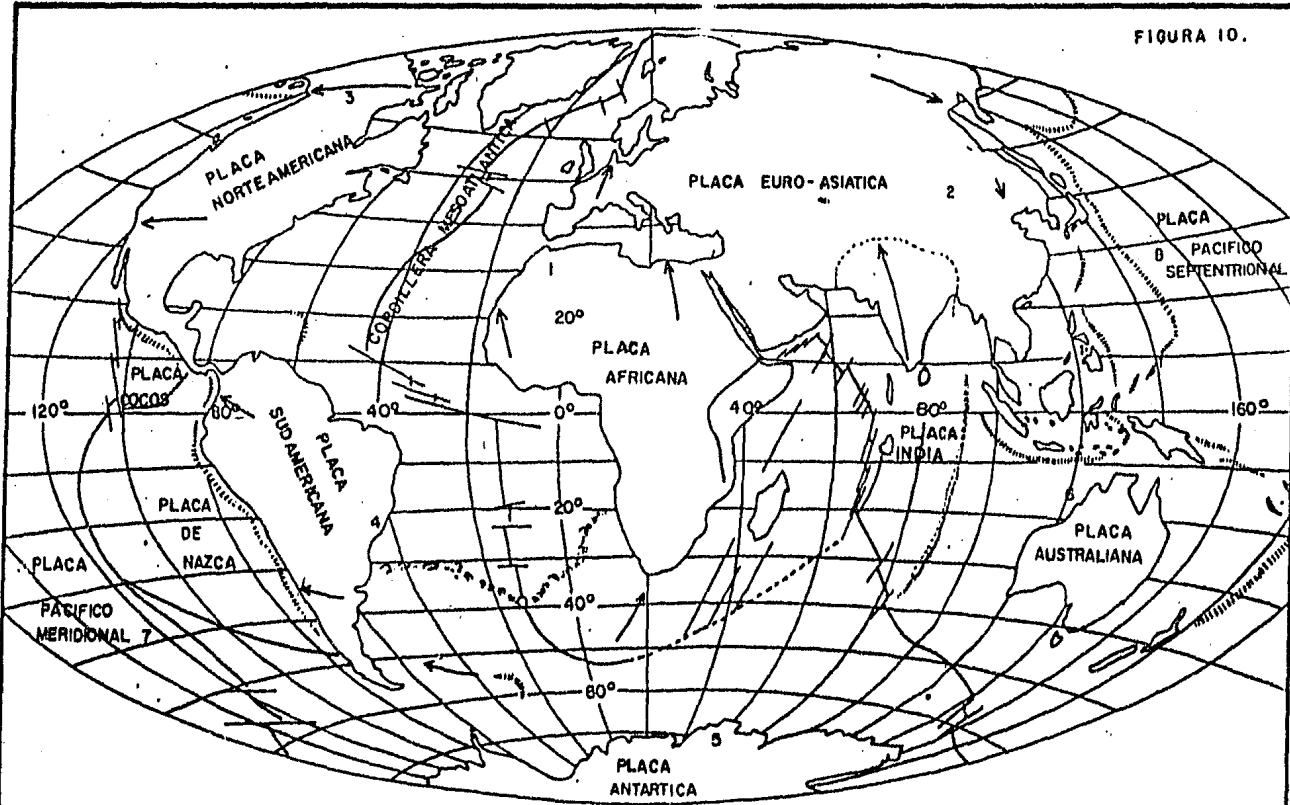 FIGURA 10.
3
PLACA
NORTEAMERICANA
CORDILLERA MESOATLANTICA
PLACA EURO-ASIATICA
2
PLACA
8 PACIFICO
SEPTENTRIONAL
1
20°
PLACA
AFRICANA
PLACA
COCOS
120°
80°
40°
0°
40°
80°
160°
PLACA
SUDAMERICANA
4
PLACA
INDIA
6
PLACA
DE
NAZCA
20°
PLACA
AUSTRALIANA
PLACA
PACIFICO
MERIDIONAL 7
40°
60°
5
PLACA
ANTARTICA